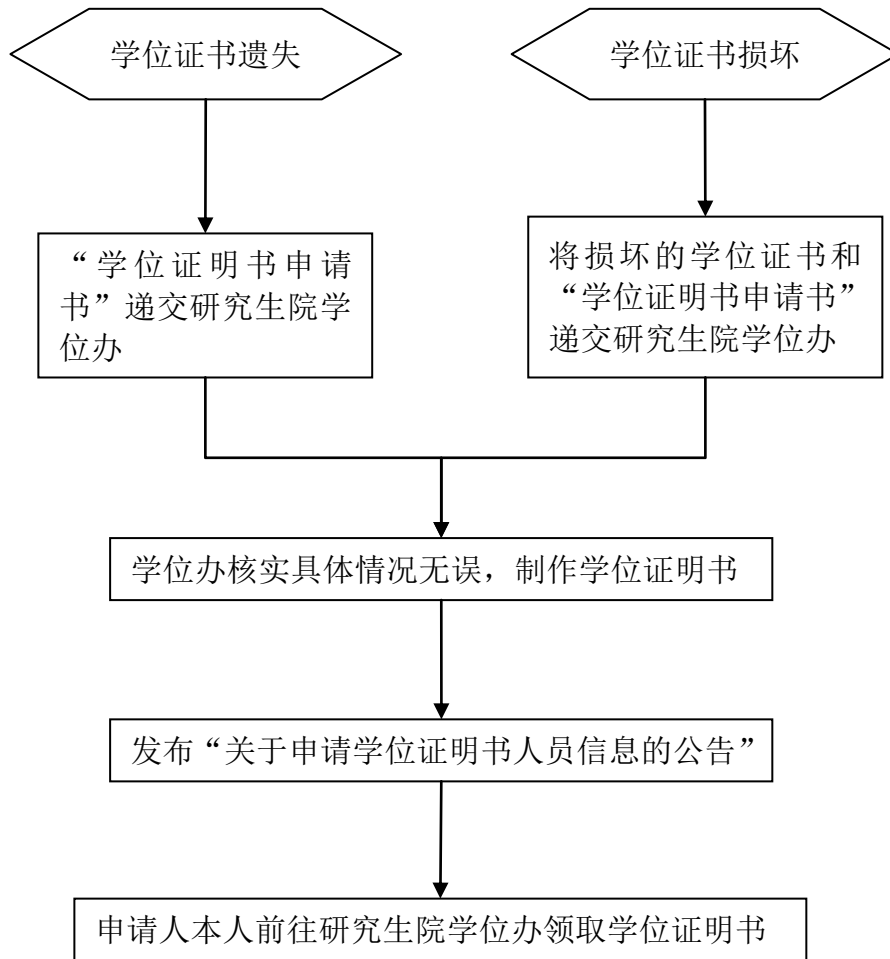 学位证书遗失
学位证书损坏
“学位证明书申请
书”递交研究生院学
位办
将损坏的学位证书和
“学位证明书申请书”
递交研究生院学位办
学位办核实具体情况无误，制作学位证明书
发布“关于申请学位证明书人员信息的公告”
申请人本人前往研究生院学位办领取学位证明书